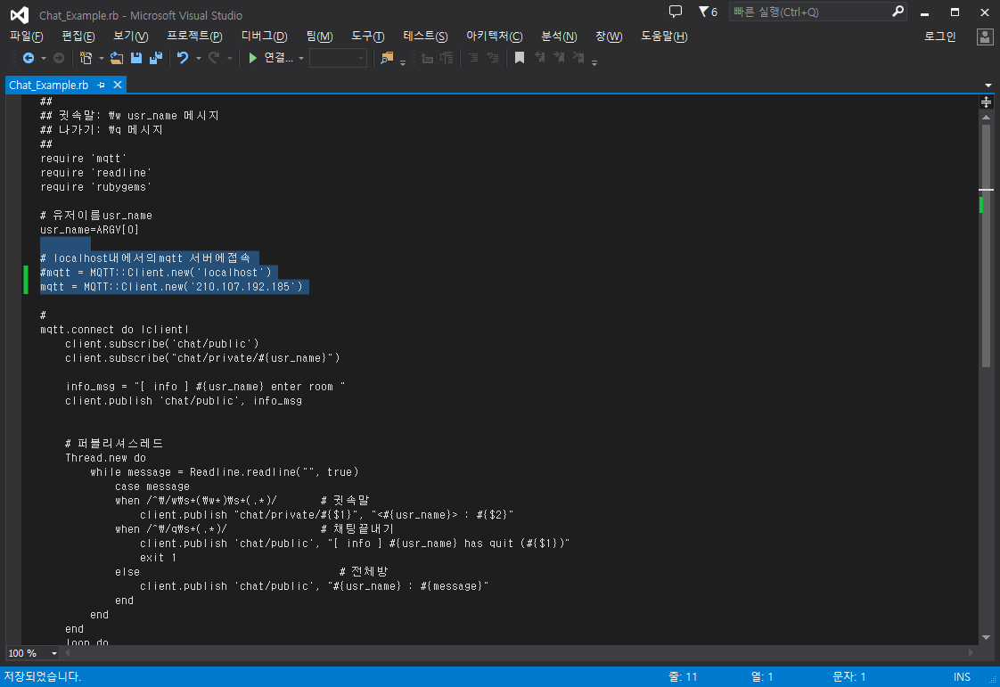 Chat_Example.rb - Microsoft Visual Studio
6
빠른 실행(Ctrl+Q)
파일(F) 편집(E) 보기(V) 프로젝트(P) 디버그(D) 팀(M) 도구(T) 테스트(S) 아키텍처(C) 분석(N) 창(W) 도움말(H) 로그인
연결...
Chat_Example.rb
##
## 귓속말: ₩w usr_name 메시지
## 나가기: ₩q 메시지
##
require 'mqtt'
require 'readline'
require 'rubygems'
# 유저이름usr_name
usr_name=ARGV[0]
# localhost내에서의mqtt 서버에접속
#mqtt = MQTT::Client.new('localhost')
mqtt = MQTT::Client.new('210.107.192.185')
#
mqtt.connect do |client|
client.subscribe('chat/public')
client.subscribe("chat/private/#{usr_name}")
info_msg = "[ info ] #{usr_name} enter room "
client.publish 'chat/public', info_msg
# 퍼블리셔스레드
Thread.new do
while message = Readline.readline("", true)
case message
when /^₩/w₩s*(₩w*)₩s*(.*)/ # 귓속말
client.publish "chat/private/#{$1}", "<#{usr_name}> : #{$2}"
when /^₩/q₩s*(.*)/ # 채팅끝내기
client.publish 'chat/public', "[ info ] #{usr_name} has quit (#{$1})"
exit 1
else # 전체방
client.publish 'chat/public', "#{usr_name} : #{message}"
end
end
end
loop do
100 %
저장되었습니다. 줄: 11 열: 1 문자: 1 INS